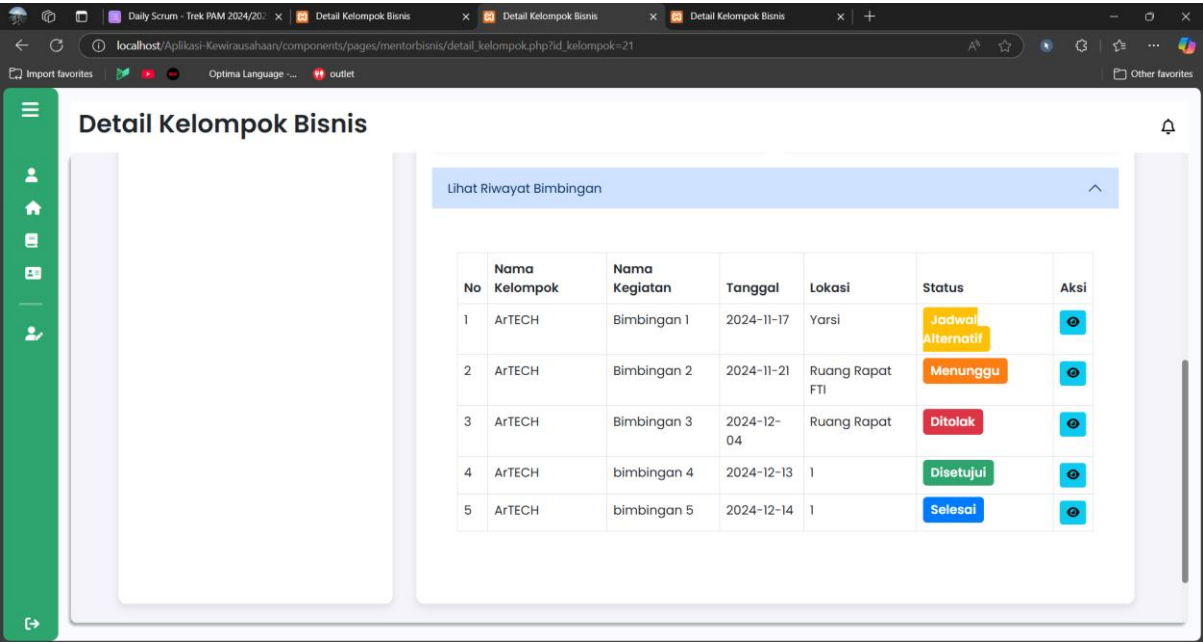 Daily Scrum - Trek PAM 2024/202
Detail Kelompok Bisnis
Detail Kelompok Bisnis
Detail Kelompok Bisnis
localhost/Aplikasi-Kewirausahaan/components/pages/mentorbisnis/detail_kelompok.php?id_kelompok=21
Import favorites
Optima Language -...
outlet
Other favorites
Detail Kelompok Bisnis
Lihat Riwayat Bimbingan
No Nama Kelompok Nama Kegiatan Tanggal Lokasi Status Aksi
1 ArTECH Bimbingan 1 2024-11-17 Yarsi Jadwal Alternatif
2 ArTECH Bimbingan 2 2024-11-21 Ruang Rapat FTI Menunggu
3 ArTECH Bimbingan 3 2024-12-04 Ruang Rapat Ditolak
4 ArTECH bimbingan 4 2024-12-13 1 Disetujui
5 ArTECH bimbingan 5 2024-12-14 1 Selesai